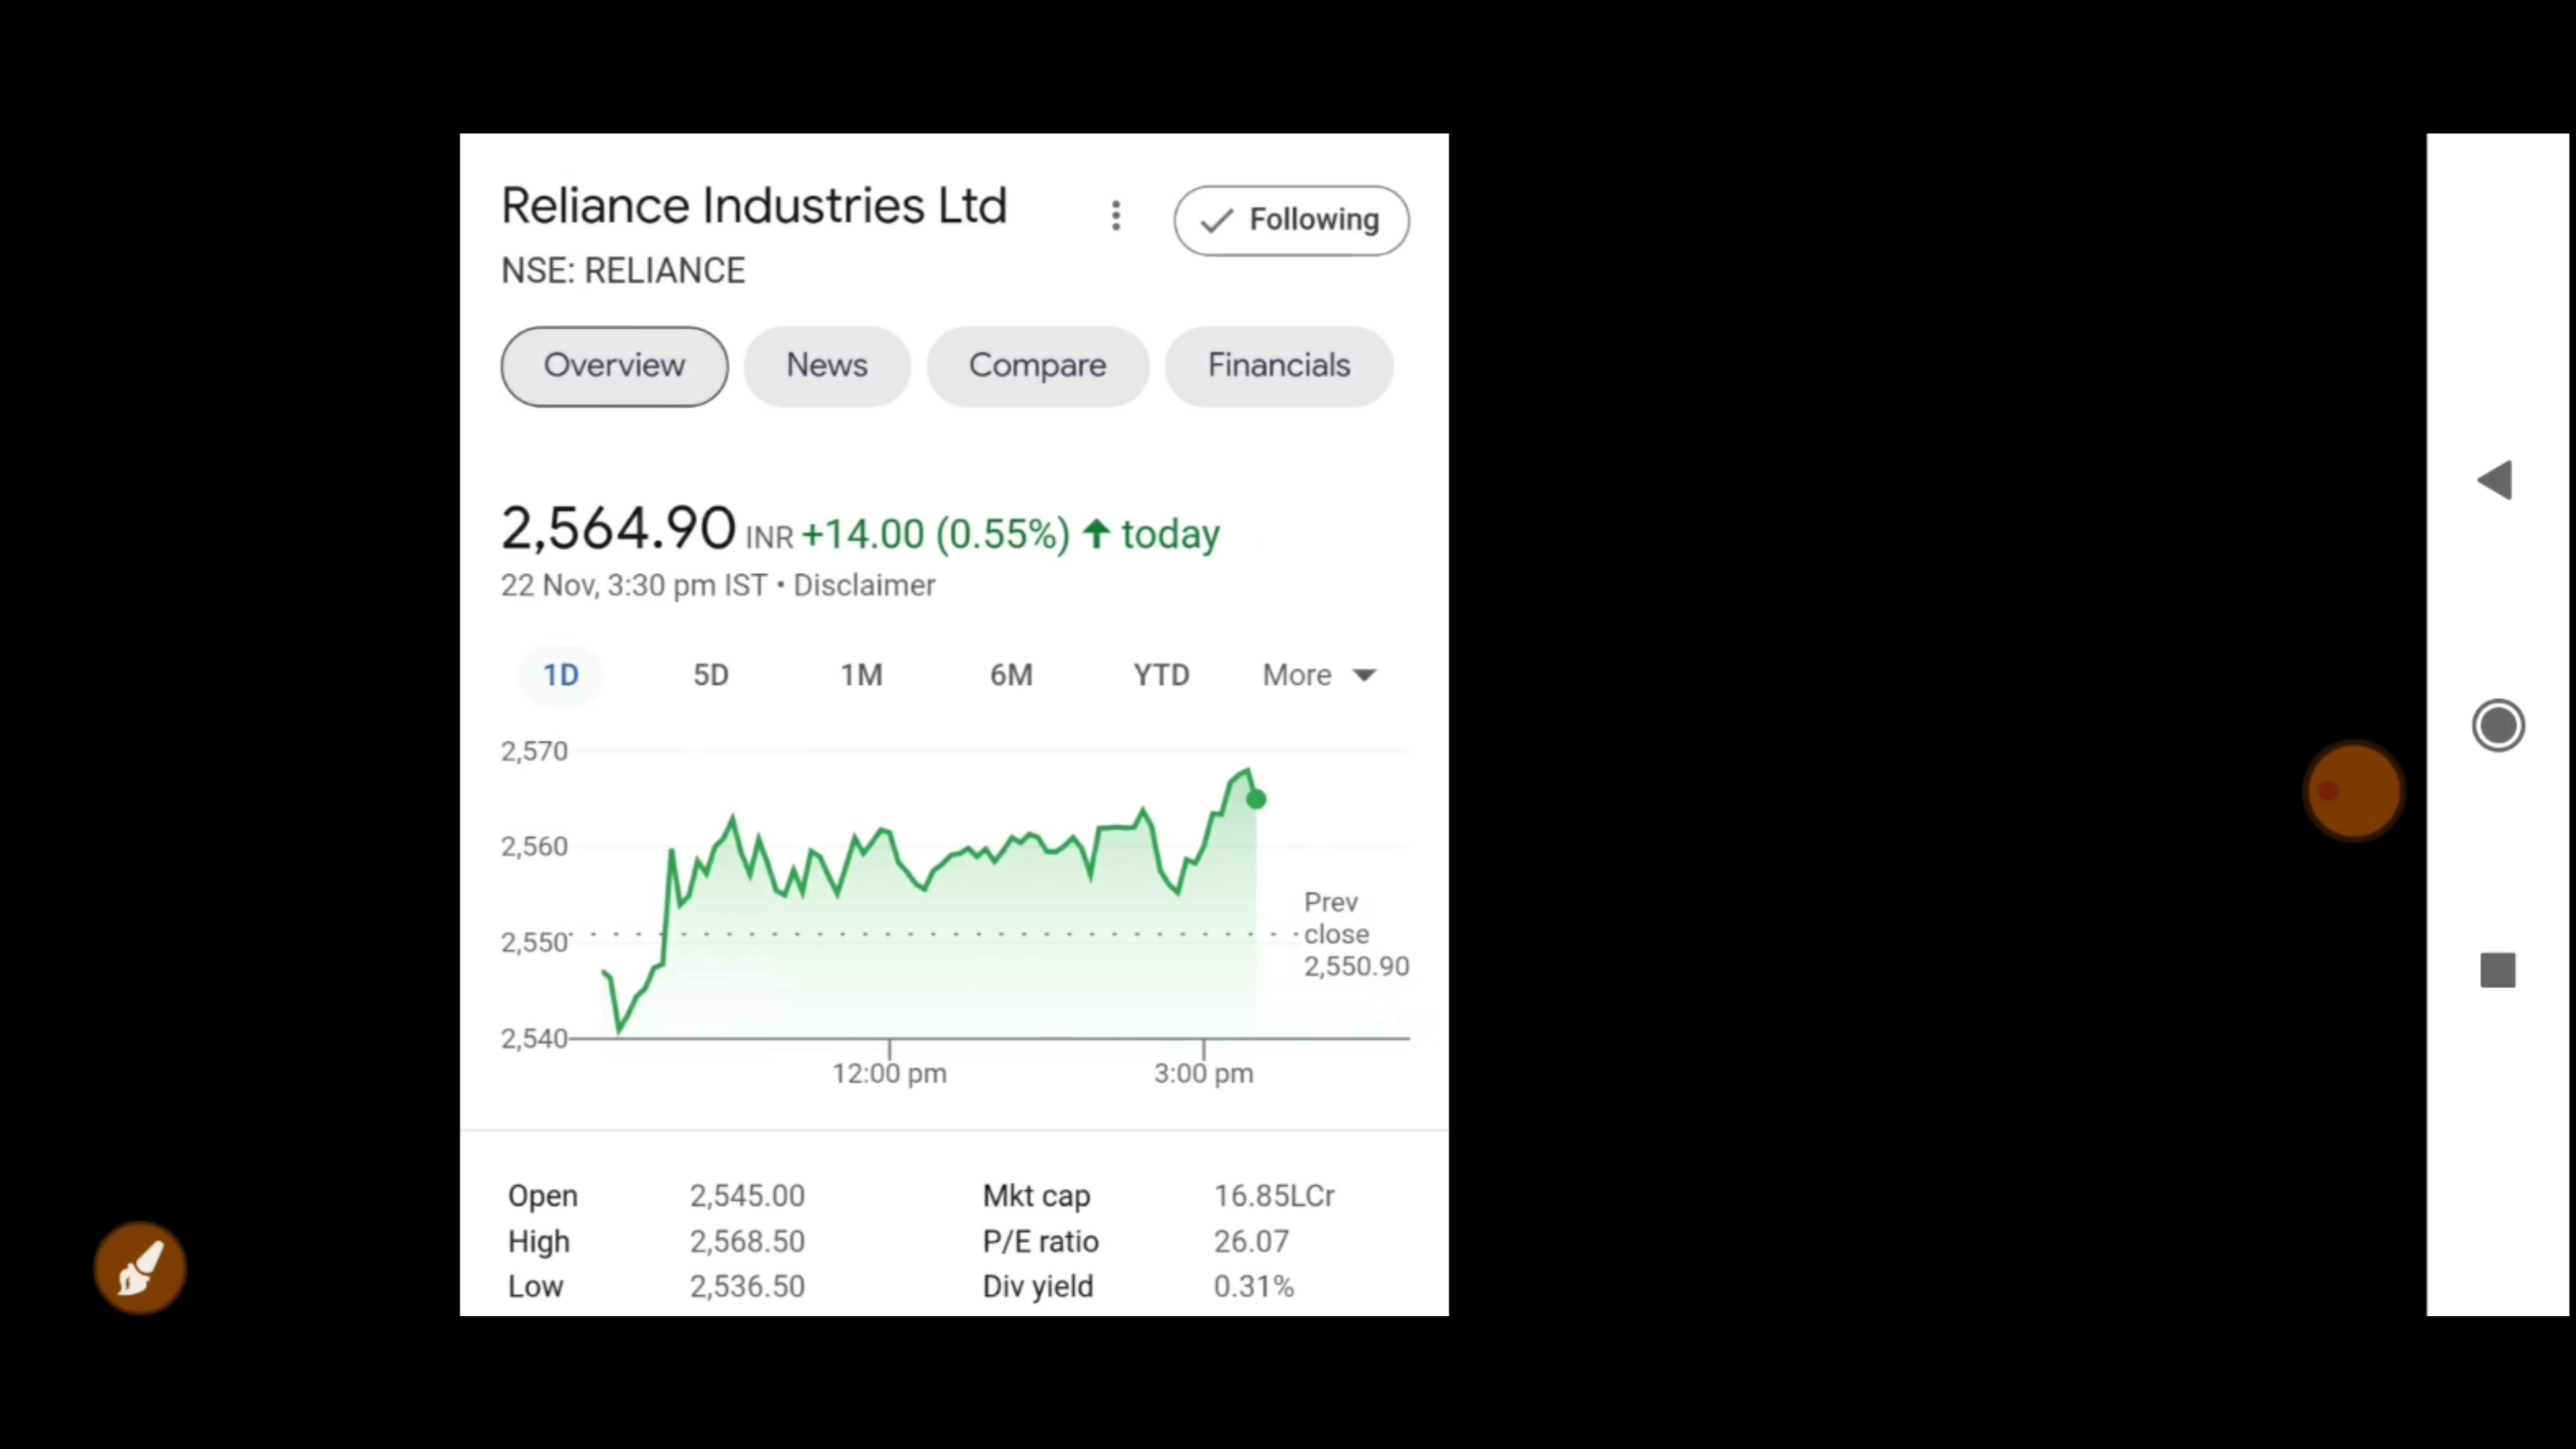 Reliance Industries Ltd
Following
NSE: RELIANCE
Overview News Compare Financials
2,564.90 INR +14.00 (0.55%) ↑ today
22 Nov, 3:30 pm IST • Disclaimer
1D 5D 1M 6M YTD More
2,570
2,560
2,550
2,540
Prev
close
2,550.90
12:00 pm 3:00 pm
Open 2,545.00 Mkt cap 16.85LCr
High 2,568.50 P/E ratio 26.07
Low 2,536.50 Div yield 0.31%